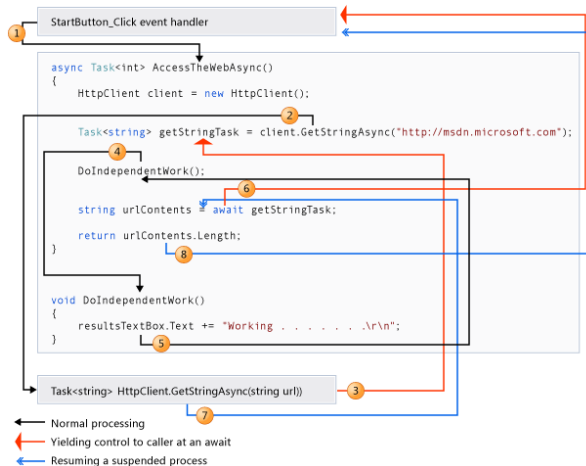 StartButton_Click event handler
1
async Task<int> AccessTheWebAsync()
{
HttpClient client = new HttpClient();
2
Task<string> getStringTask = client.GetStringAsync("http://msdn.microsoft.com");
4
DoIndependentWork();
6
string urlContents = await getStringTask;
return urlContents.Length;
}
8
void DoIndependentWork()
{
resultsTextBox.Text += "Working . . . . . . .\r\n";
}
5
Task<string> HttpClient.GetStringAsync(string url))
3
7
Normal processing
Yielding control to caller at an await
Resuming a suspended process